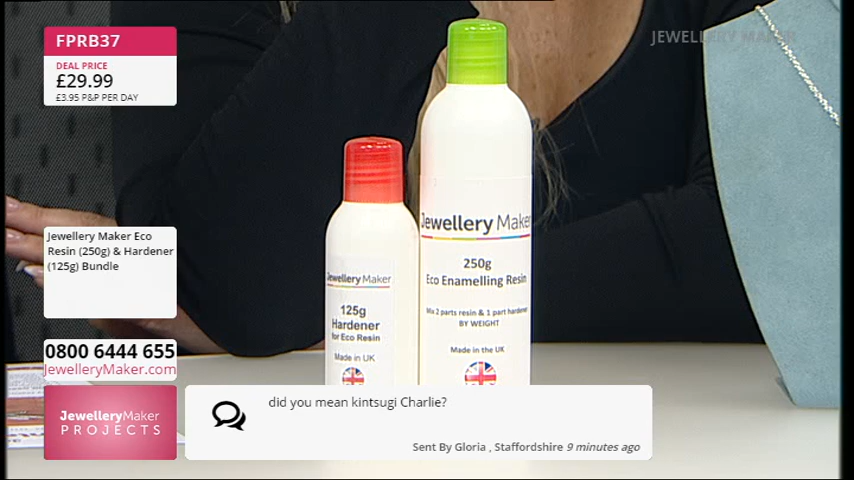 FPRB37
DEAL PRICE
£29.99
£3.95 P&P PER DAY
JEWELLERY MAKER
Jewellery Maker Eco
Resin (250g) & Hardener
(125g) Bundle
0800 6444 655
JewelleryMaker.com
JewelleryMaker
PROJECTS
JewelleryMaker
125g
Hardener
for Eco Resin
Made in UK
Jewellery Maker
250g
Eco Enamelling Resin
Mix 2 parts resin & 1 part hardener
BY WEIGHT
Made in the UK
did you mean kintsugi Charlie?
Sent By Gloria , Staffordshire 9 minutes ago